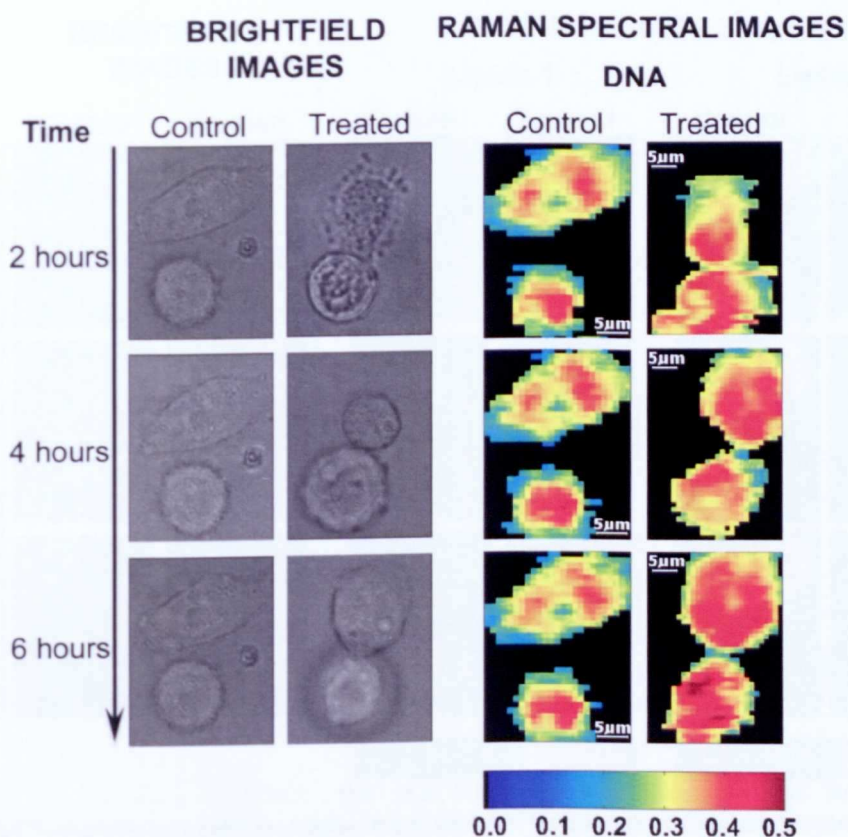 BRIGHTFIELD
IMAGES
RAMAN SPECTRAL IMAGES
DNA
Time
Control
Treated
Control
Treated
2 hours
5µm
5µm
4 hours
5µm
5µm
6 hours
5µm
5µm
0.0 0.1 0.2 0.3 0.4 0.5